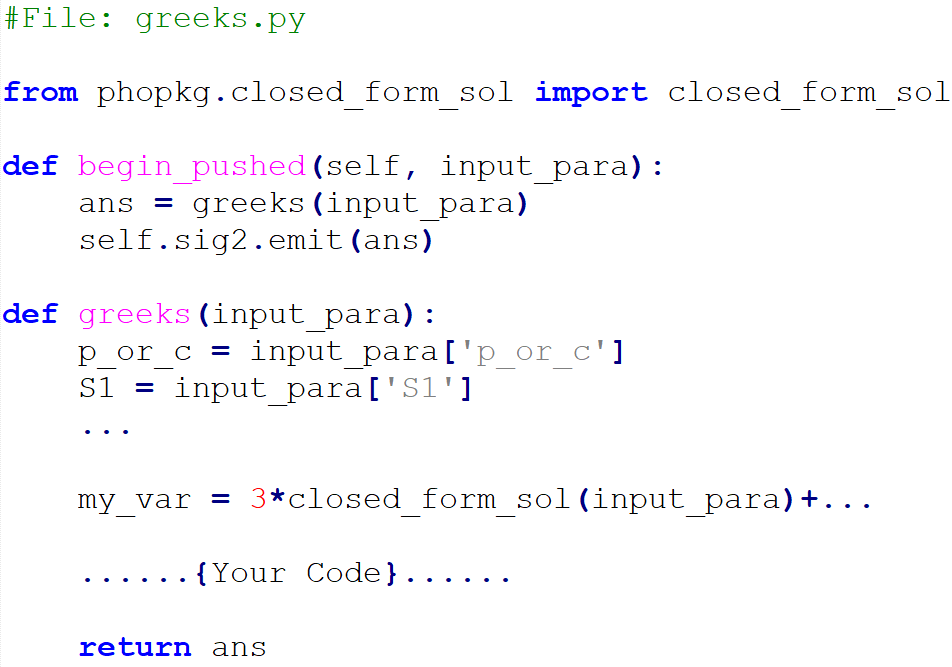 #File: greeks.py
from phopkg.closed_form_sol import closed_form_sol
def begin_pushed(self, input_para):
    ans = greeks(input_para)
    self.sig2.emit(ans)
def greeks(input_para):
    p_or_c = input_para['p_or_c']
    S1 = input_para['S1']
    ...
    my_var = 3*closed_form_sol(input_para)+...
    ......{Your Code}......
    return ans